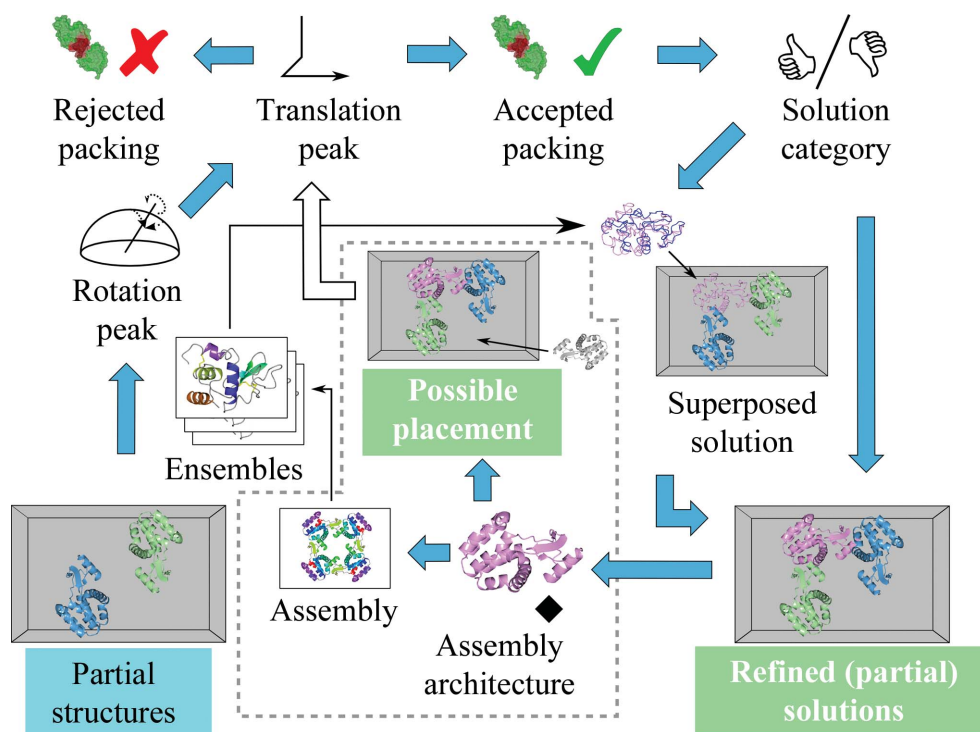 Rejected
packing
Translation
peak
Accepted
packing
Solution
category
Rotation
peak
Possible
placement
Superposed
solution
Ensembles
Assembly
Assembly
architecture
Partial
structures
Refined (partial)
solutions